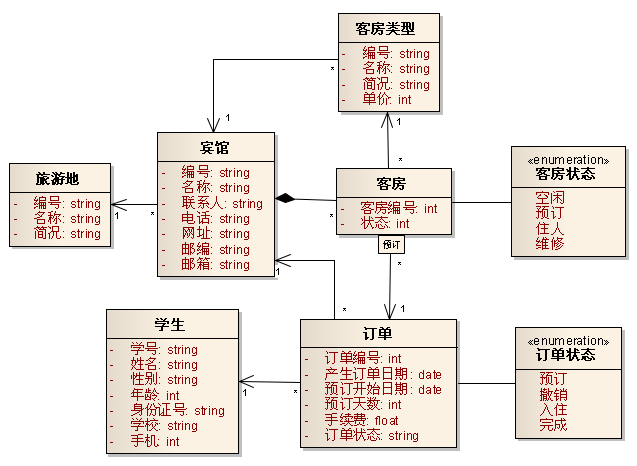 客房类型
- 编号: string
- 名称: string
- 简况: string
- 单价: int
*
1
1
*
宾馆
- 编号: string
- 名称: string
- 联系人: string
- 电话: string
- 网址: string
- 邮编: string
- 邮箱: string
旅游地
- 编号: string
- 名称: string
- 简况: string
1
*
*
客房
- 客房编号: int
- 状态: int
预订
«enumeration»
客房状态
空闲
预订
住人
维修
1
*
*
1
学生
- 学号: string
- 姓名: string
- 性别: string
- 年龄: int
- 身份证号: string
- 学校: string
- 手机: int
1
*
订单
- 订单编号: int
- 产生订单日期: date
- 预订开始日期: date
- 预订天数: int
- 手续费: float
- 订单状态: string
«enumeration»
订单状态
预订
撤销
入住
完成